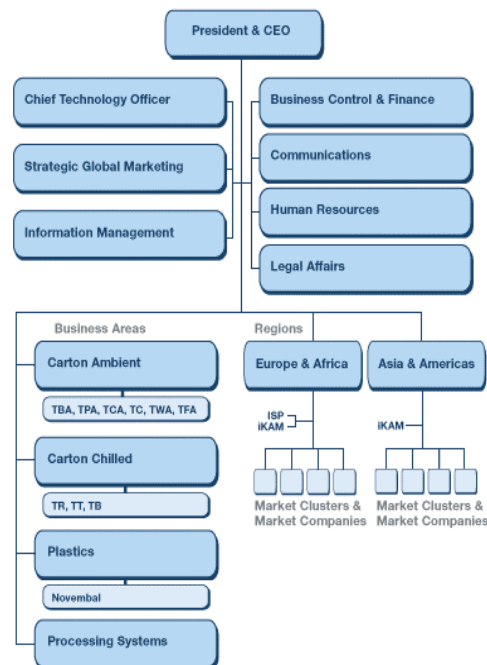 President & CEO
Chief Technology Officer
Business Control & Finance
Strategic Global Marketing
Communications
Information Management
Human Resources
Legal Affairs
Business Areas
Regions
Carton Ambient
Europe & Africa
Asia & Americas
TBA, TPA, TCA, TC, TWA, TFA
ISP
iKAM
iKAM
Carton Chilled
TR, TT, TB
Market Clusters &
Market Companies
Market Clusters &
Market Companies
Plastics
Novembal
Processing Systems